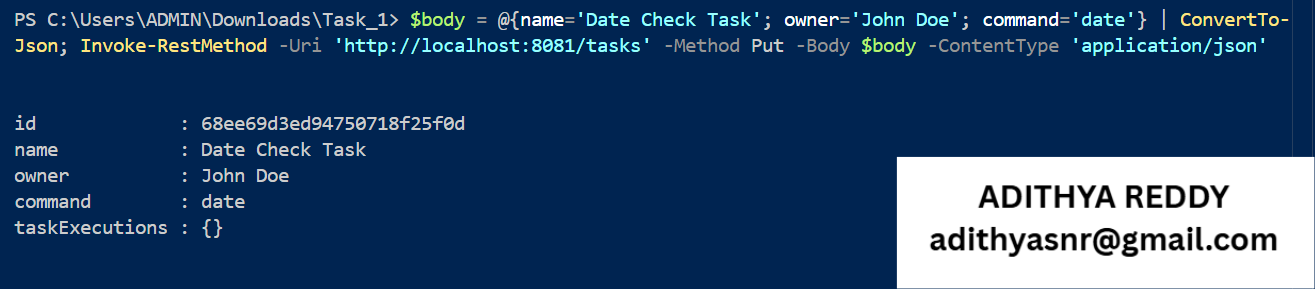 PS C:\Users\ADMIN\Downloads\Task_1> $body = @{name='Date Check Task'; owner='John Doe'; command='date'} | ConvertTo-
Json; Invoke-RestMethod -Uri 'http://localhost:8081/tasks' -Method Put -Body $body -ContentType 'application/json'
id             : 68ee69d3ed94750718f25f0d
name           : Date Check Task
owner          : John Doe
command        : date
taskExecutions : {}
ADITHYA REDDY
adithyasnr@gmail.com